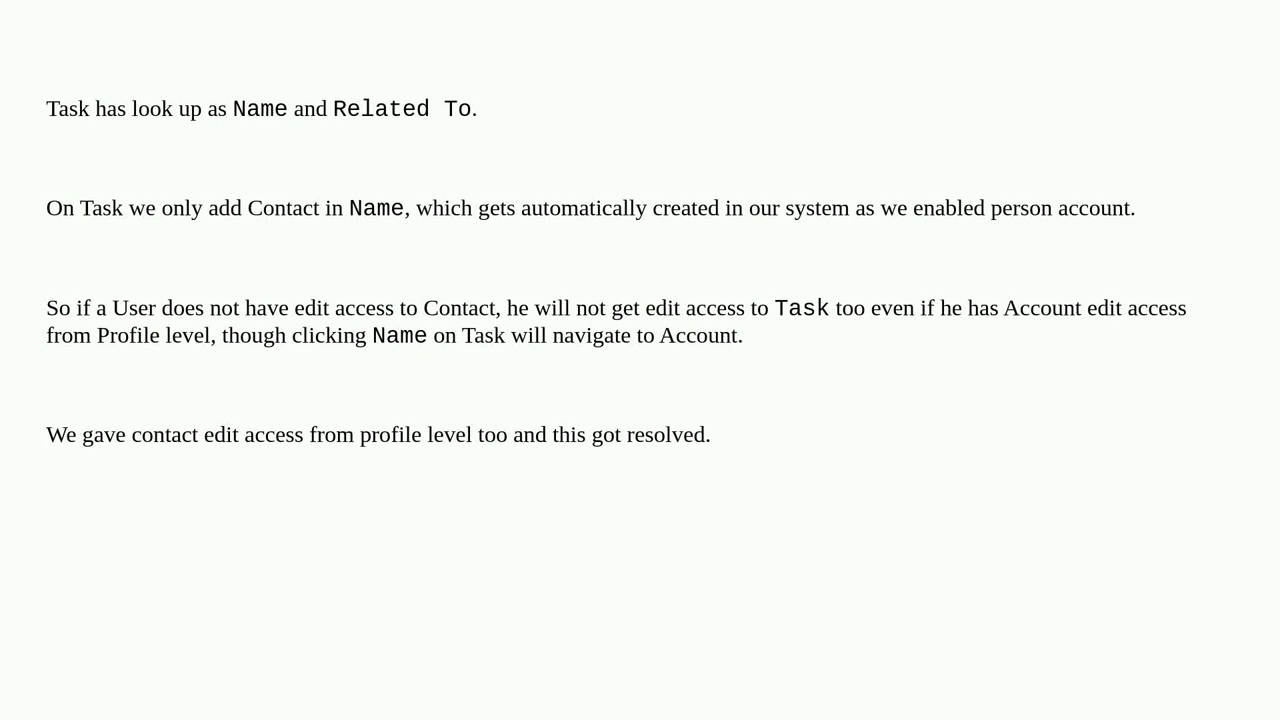 Task has look up as Name and Related To.
On Task we only add Contact in Name, which gets automatically created in our system as we enabled person account.
So if a User does not have edit access to Contact, he will not get edit access to Task too even if he has Account edit access
from Profile level, though clicking Name on Task will navigate to Account.
We gave contact edit access from profile level too and this got resolved.